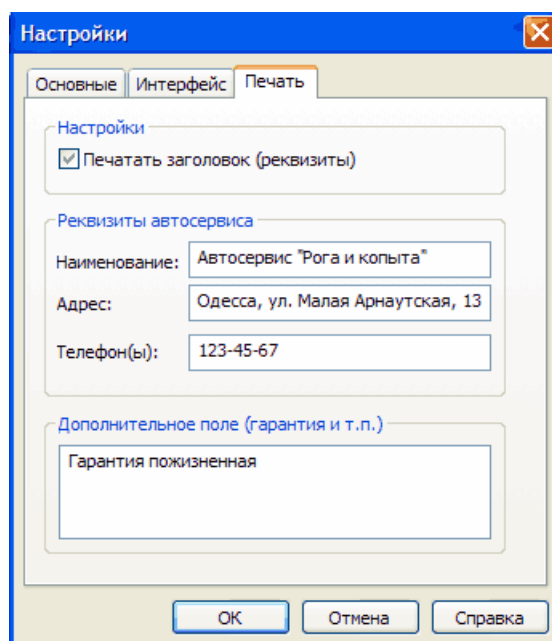 Настройки
Основные Интерфейс Печать
Настройки
Печатать заголовок (реквизиты)
Реквизиты автосервиса
Наименование: Автосервис "Рога и копыта"
Адрес: Одесса, ул. Малая Арнаутская, 13
Телефон(ы): 123-45-67
Дополнительное поле (гарантия и т.п.)
Гарантия пожизненная
ОК Отмена Справка